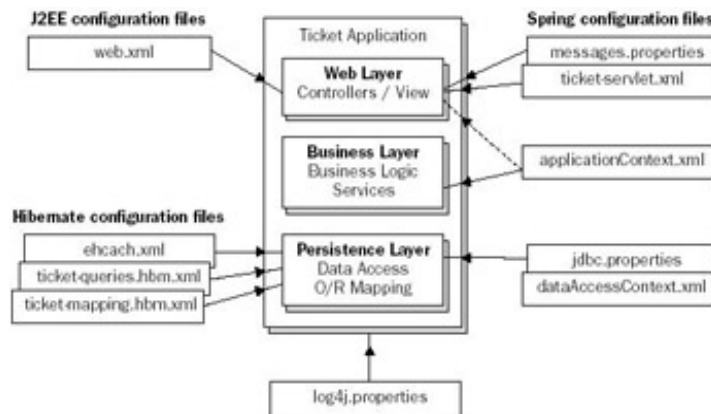 J2EE configuration files
web.xml
Ticket Application
Web Layer
Controllers / View
Business Layer
Business Logic
Services
Persistence Layer
Data Access
O/R Mapping
Spring configuration files
messages.properties
ticket-servlet.xml
applicationContext.xml
jdbc.properties
dataAccessContext.xml
Hibernate configuration files
ehcach.xml
ticket-queries.hbm.xml
ticket-mapping.hbm.xml
log4j.properties